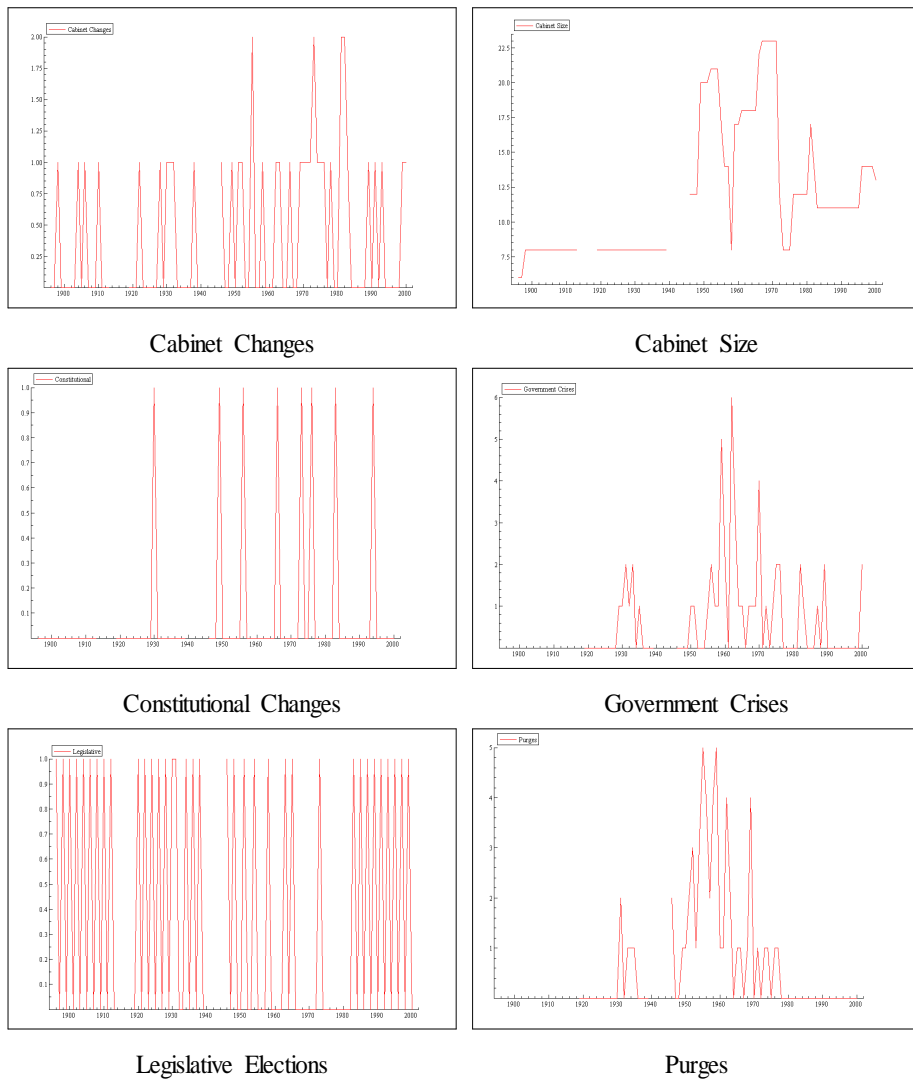 Cabinet Changes
2.00
1.75
1.50
1.25
1.00
0.75
0.50
0.25
1900 1910 1920 1930 1940 1950 1960 1970 1980 1990 2000
Cabinet Changes
Cabinet Size
22.5
20.0
17.5
15.0
12.5
10.0
7.5
1900 1910 1920 1930 1940 1950 1960 1970 1980 1990 2000
Cabinet Size
Constitutional
1.0
0.9
0.8
0.7
0.6
0.5
0.4
0.3
0.2
0.1
1900 1910 1920 1930 1940 1950 1960 1970 1980 1990 2000
Constitutional Changes
Government Crises
6
5
4
3
2
1
1900 1910 1920 1930 1940 1950 1960 1970 1980 1990 2000
Government Crises
Legislative
1.0
0.9
0.8
0.7
0.6
0.5
0.4
0.3
0.2
0.1
1900 1910 1920 1930 1940 1950 1960 1970 1980 1990 2000
Legislative Elections
Purges
5
4
3
2
1
1900 1910 1920 1930 1940 1950 1960 1970 1980 1990 2000
Purges